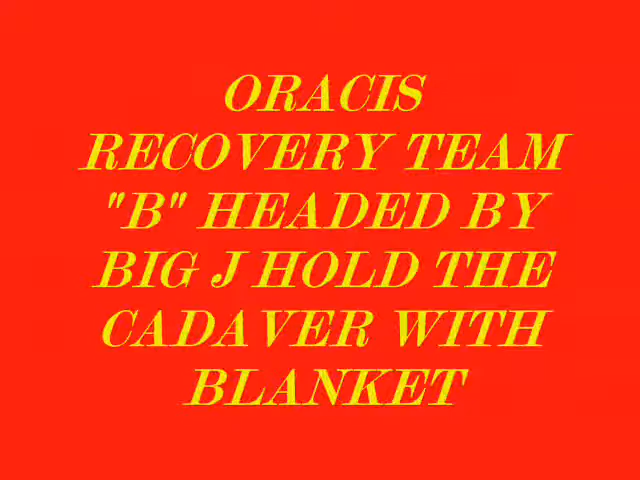 ORACIS
RECOVERY TEAM
"B" HEADED BY
BIG J HOLD THE
CADAVER WITH
BLANKET